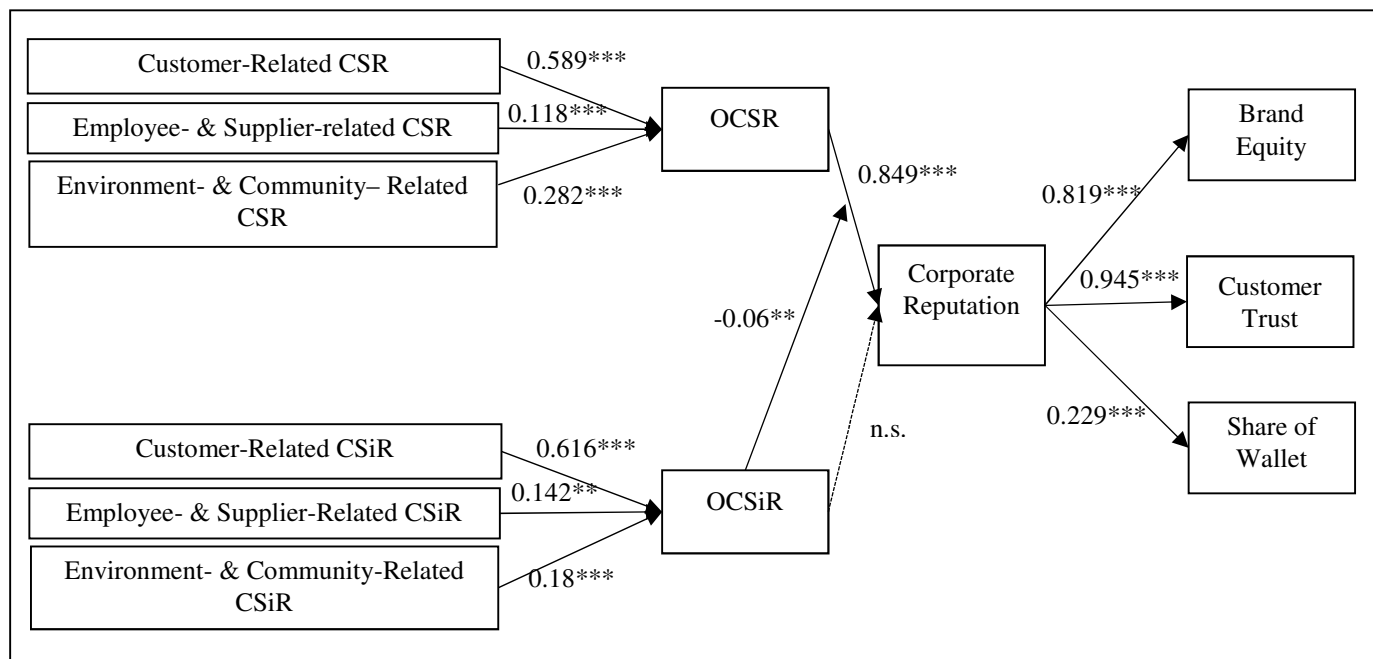 Customer-Related CSR
0.589***
Employee- & Supplier-related CSR
0.118***
Environment- & Community– Related
CSR
0.282***
OCSR
0.849***
Brand
Equity
0.819***
Corporate
Reputation
0.945***
Customer
Trust
-0.06**
0.229***
Share of
Wallet
n.s.
Customer-Related CSiR
0.616***
Employee- & Supplier-Related CSiR
0.142**
OCSiR
Environment- & Community-Related
CSiR
0.18***